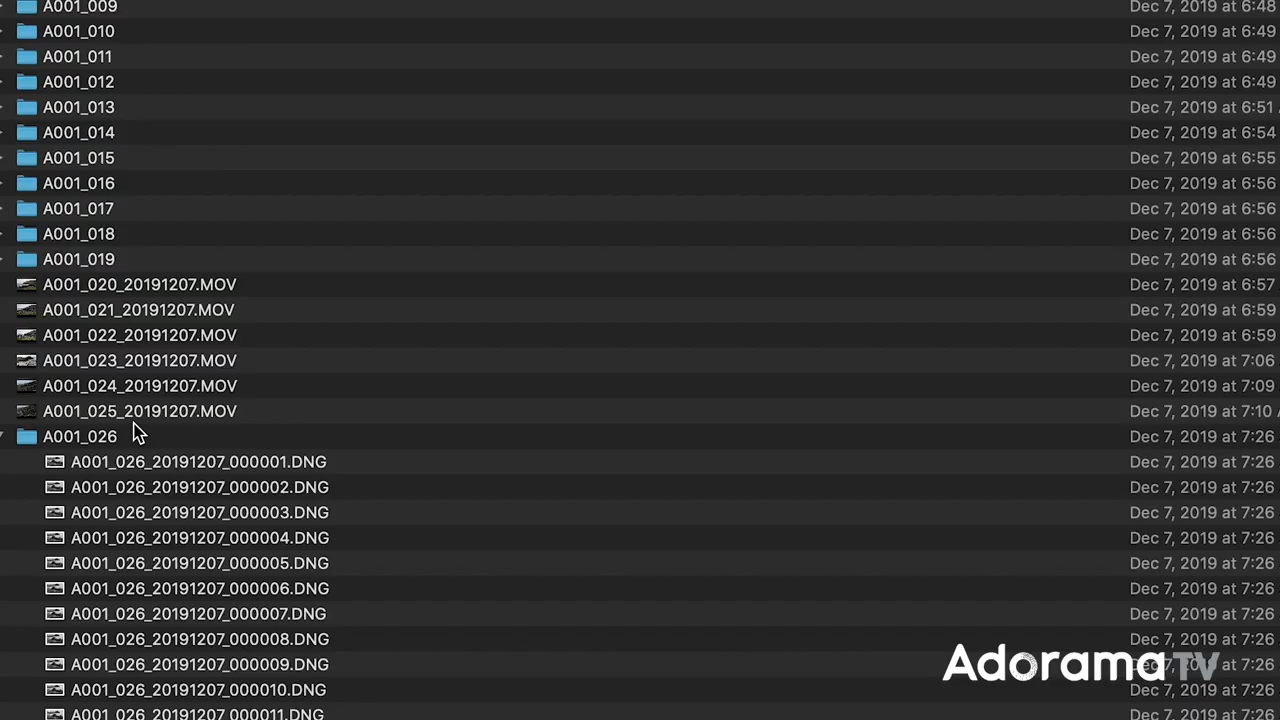 A001_009 Dec 7, 2019 at 6:48
A001_010 Dec 7, 2019 at 6:49
A001_011 Dec 7, 2019 at 6:49
A001_012 Dec 7, 2019 at 6:49
A001_013 Dec 7, 2019 at 6:51
A001_014 Dec 7, 2019 at 6:54
A001_015 Dec 7, 2019 at 6:55
A001_016 Dec 7, 2019 at 6:56
A001_017 Dec 7, 2019 at 6:56
A001_018 Dec 7, 2019 at 6:56
A001_019 Dec 7, 2019 at 6:56
A001_020_20191207.MOV Dec 7, 2019 at 6:57
A001_021_20191207.MOV Dec 7, 2019 at 6:59
A001_022_20191207.MOV Dec 7, 2019 at 6:59
A001_023_20191207.MOV Dec 7, 2019 at 7:06
A001_024_20191207.MOV Dec 7, 2019 at 7:09
A001_025_20191207.MOV Dec 7, 2019 at 7:10
A001_026 Dec 7, 2019 at 7:26
A001_026_20191207_000001.DNG Dec 7, 2019 at 7:26
A001_026_20191207_000002.DNG Dec 7, 2019 at 7:26
A001_026_20191207_000003.DNG Dec 7, 2019 at 7:26
A001_026_20191207_000004.DNG Dec 7, 2019 at 7:26
A001_026_20191207_000005.DNG Dec 7, 2019 at 7:26
A001_026_20191207_000006.DNG Dec 7, 2019 at 7:26
A001_026_20191207_000007.DNG Dec 7, 2019 at 7:26
A001_026_20191207_000008.DNG Dec 7, 2019 at 7:26
A001_026_20191207_000009.DNG Dec 7, 2019 at 7:26
Adorama TV
A001_026_20191207_000010.DNG Dec 7, 2019 at 7:26
A001_026_20191207_000011.DNG Dec 7, 2019 at 7:26